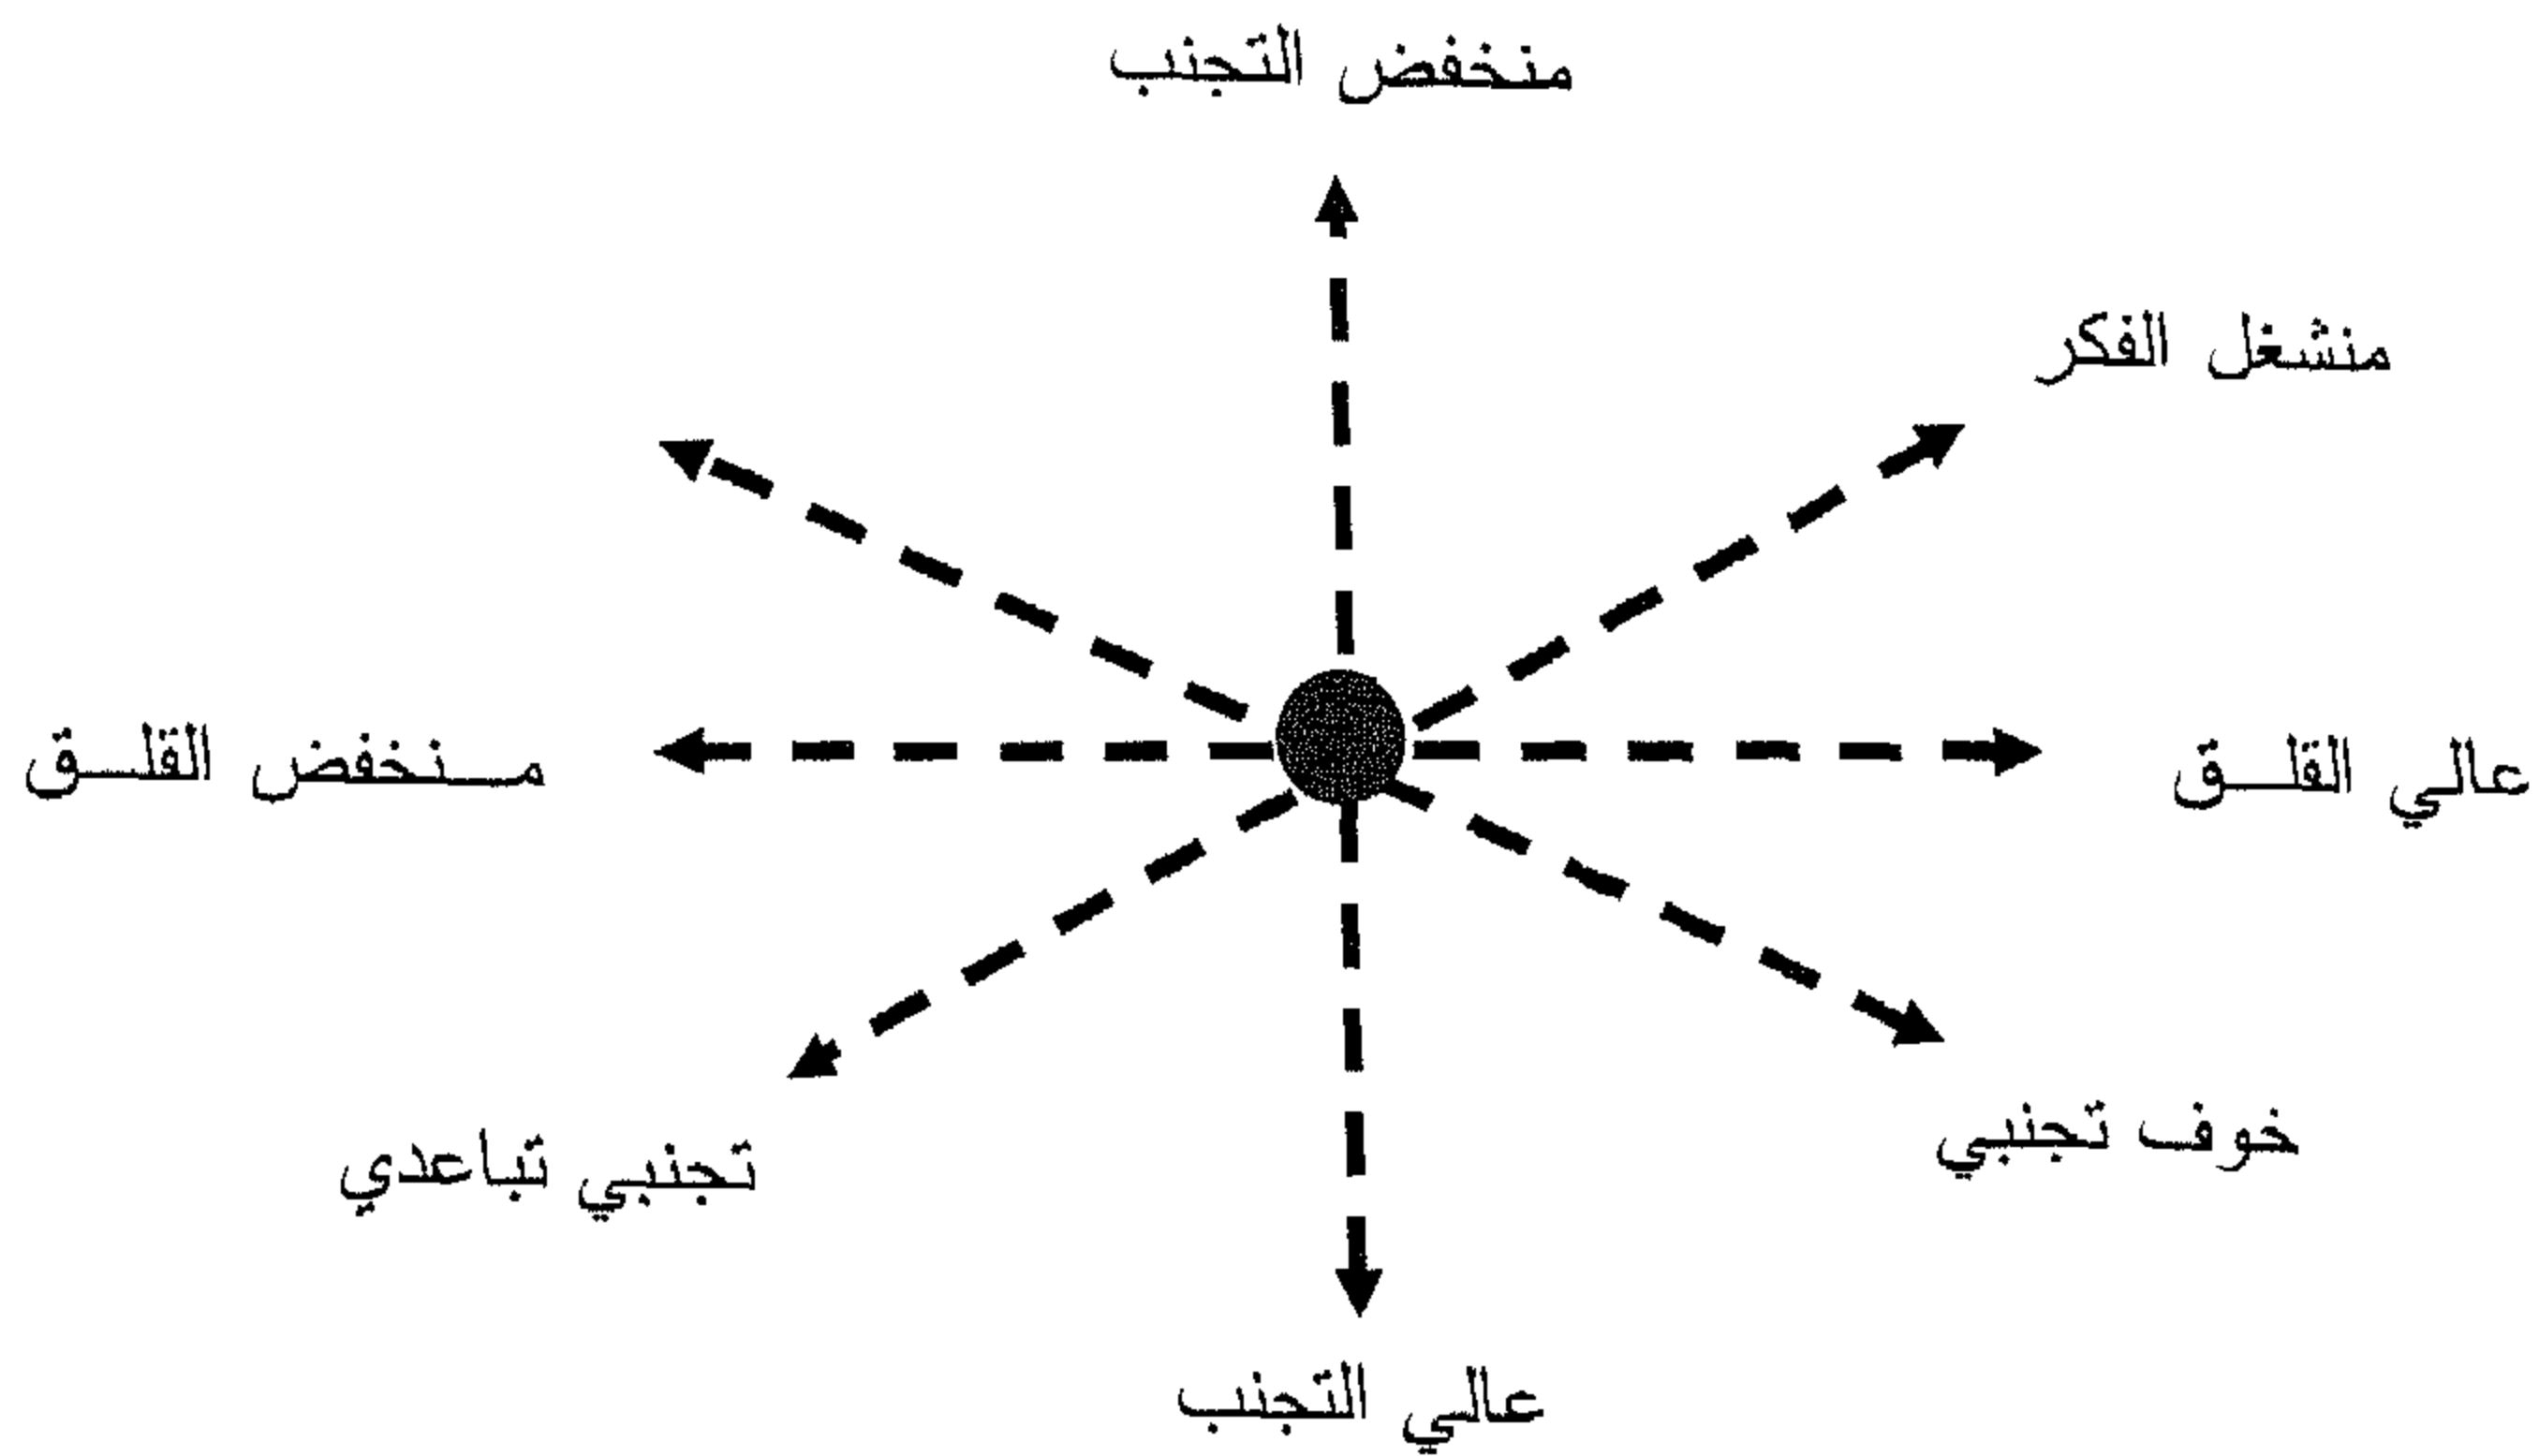 منخفض التجنب
منشغل الفكر
عالي القلـــق
مـــنخفض القلـــق
خوف تجنبي
تجنبي تباعدي
عالي التجنب